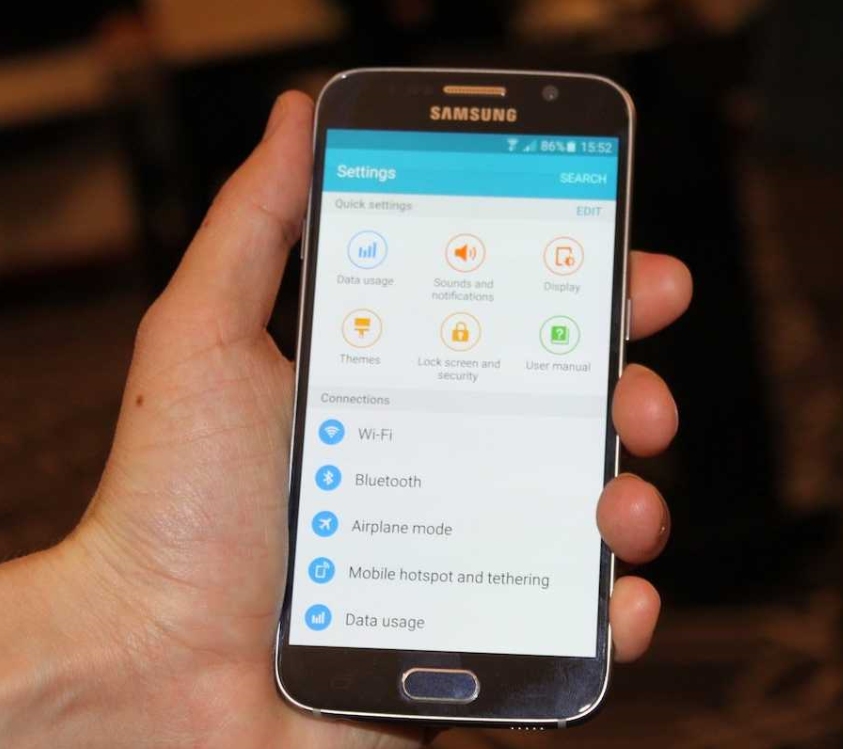 SAMSUNG
86% 15:52
Settings SEARCH
Quick settings EDIT
Data usage
Sounds and
notifications
Display
Themes
Lock screen and
security
User manual
Connections
Wi-Fi
Bluetooth
Airplane mode
Mobile hotspot and tethering
Data usage